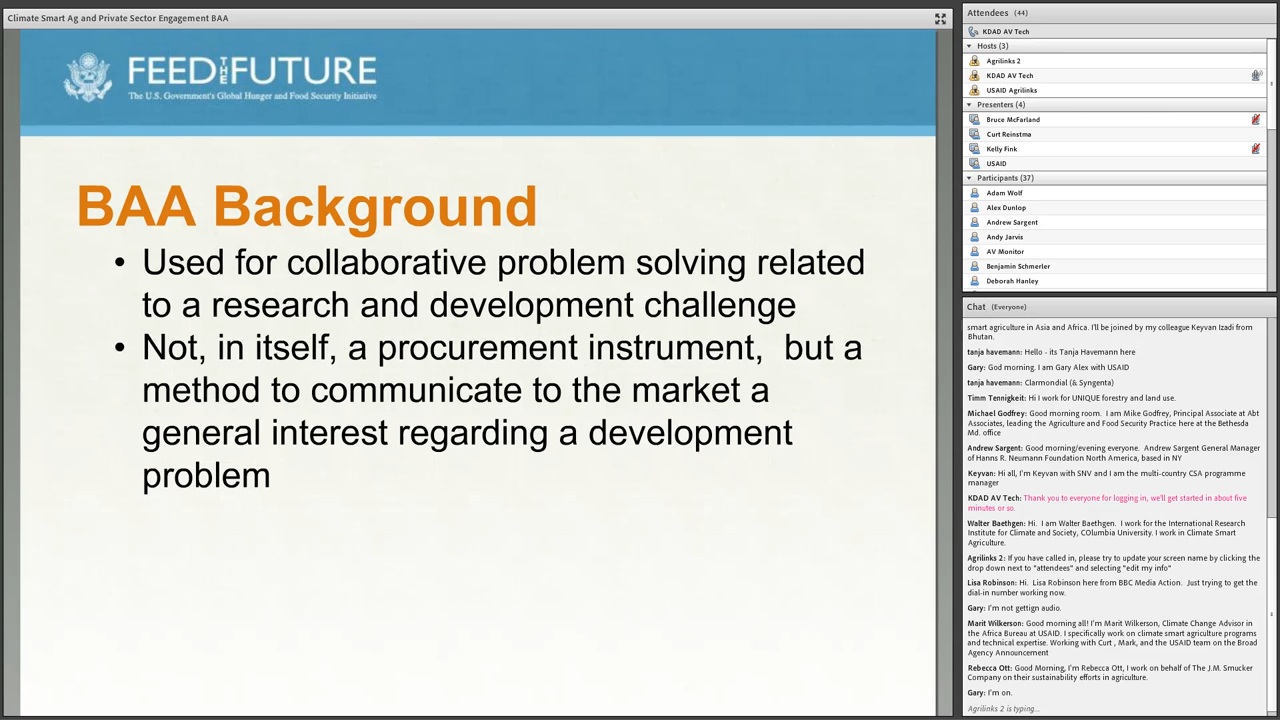 Climate Smart Ag and Private Sector Engagement BAA
FEED THE FUTURE
The U.S. Government's Global Hunger and Food Security Initiative
BAA Background
• Used for collaborative problem solving related
to a research and development challenge
• Not, in itself, a procurement instrument,  but a
method to communicate to the market a
general interest regarding a development
problem
Attendees (44)
KDAD AV Tech
Hosts (3)
Agrilinks 2
KDAD AV Tech
USAID Agrilinks
Presenters (4)
Bruce McFarland
Curt Reinstma
Kelly Fink
USAID
Participants (37)
Adam Wolf
Alex Dunlop
Andrew Sargent
Andy Jarvis
AV Monitor
Benjamin Schmerler
Deborah Hanley
Chat (Everyone)
smart agriculture in Asia and Africa. I'll be joined by my colleague Keyvan Izadi from
Bhutan.
tanja havemann: Hello - its Tanja Havemann here
Gary: God morning. I am Gary Alex with USAID
tanja havemann: Clarmondial (& Syngenta)
Timm Tennigkeit: Hi I work for UNIQUE forestry and land use.
Michael Godfrey: Good morning room.  I am Mike Godfrey, Principal Associate at Abt
Associates, leading the Agriculture and Food Security Practice here at the Bethesda
Md. office
Andrew Sargent: Good morning/evening everyone.  Andrew Sargent General Manager
of Hanns R. Neumann Foundation North America, based in NY
Keyvan: Hi all, I'm Keyvan with SNV and I am the multi-country CSA programme
manager
KDAD AV Tech: Thank you to everyone for logging in, we'll get started in about five
minutes or so.
Walter Baethgen: Hi.  I am Walter Baethgen.  I work for the International Research
Institute for Climate and Society, COlumbia University. I work in Climate Smart
Agriculture.
Agrilinks 2: If you have called in, please try to update your screen name by clicking the
drop down next to "attendees" and selecting "edit my info"
Lisa Robinson: Hi.  Lisa Robinson here from BBC Media Action.  Just trying to get the
dial-in number working now.
Gary: I'm not gettign audio.
Marit Wilkerson: Good morning all! I'm Marit Wilkerson, Climate Change Advisor in
the Africa Bureau at USAID. I specifically work on climate smart agriculture programs
and technical expertise. Working with Curt , Mark, and the USAID team on the Broad
Agency Announcement
Rebecca Ott: Good Morning, I'm Rebecca Ott, I work on behalf of The J.M. Smucker
Company on their sustainability efforts in agriculture.
Gary: I'm on.
Agrilinks 2 is typing...